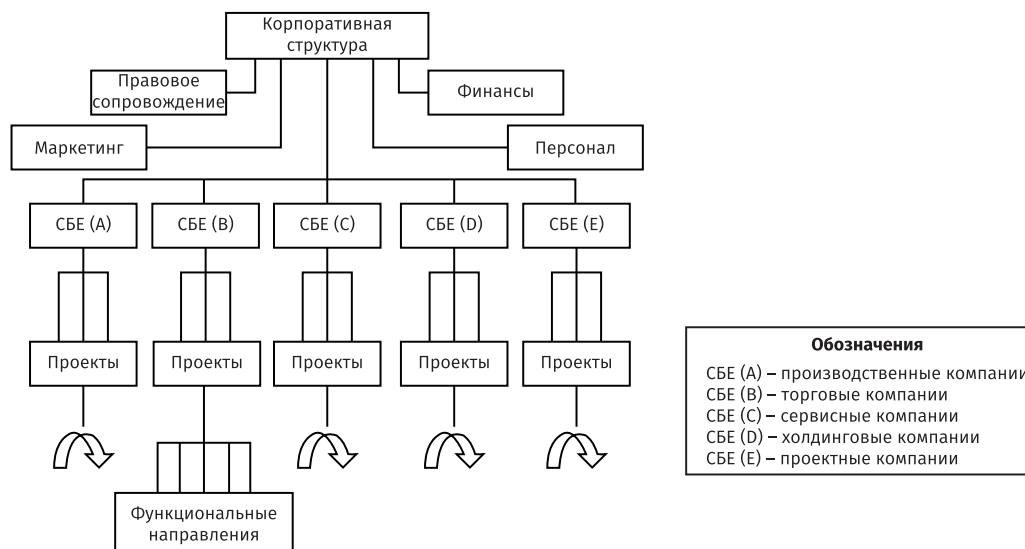 Корпоративная
структура
Правовое
сопровождение
Финансы
Маркетинг
Персонал
СБЕ (A)
СБЕ (B)
СБЕ (C)
СБЕ (D)
СБЕ (E)
Проекты
Проекты
Проекты
Проекты
Проекты
Функциональные
направления
Обозначения
СБЕ (A) – производственные компании
СБЕ (B) – торговые компании
СБЕ (C) – сервисные компании
СБЕ (D) – холдинговые компании
СБЕ (E) – проектные компании